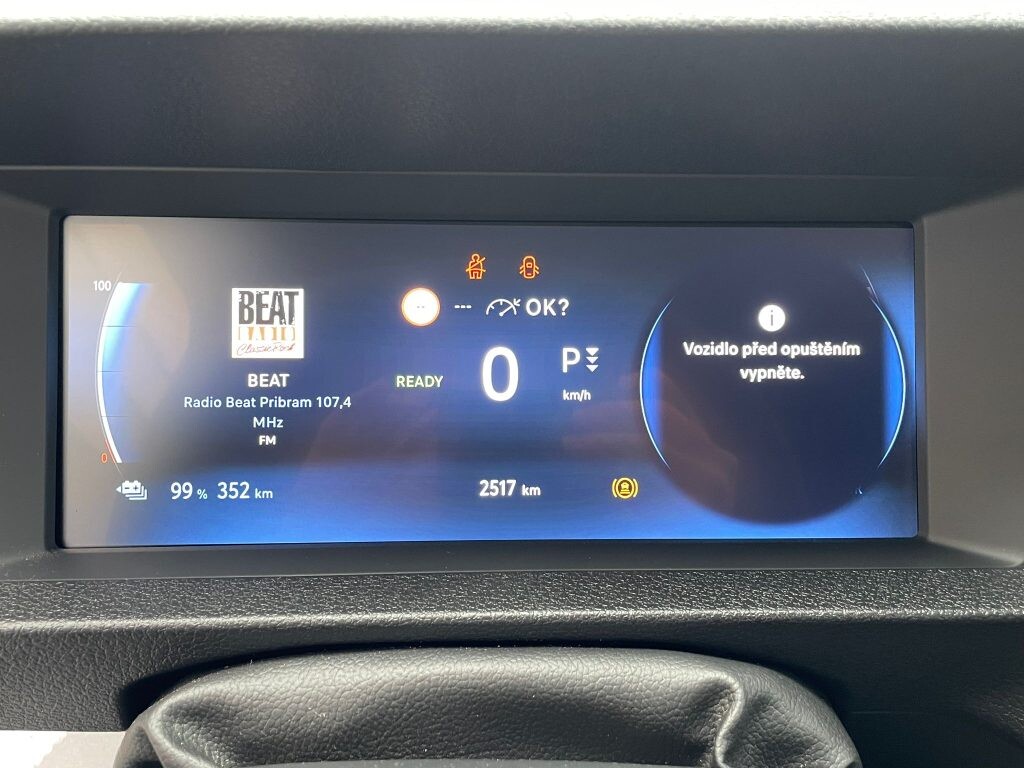 100
BEAT
RADIO
Classic Rock
BEAT
Radio Beat Pribram 107,4
MHz
FM
0
99 % 352 km
-- --- OK?
READY
0
P
km/h
2517 km
i
Vozidlo před opuštěním
vypněte.